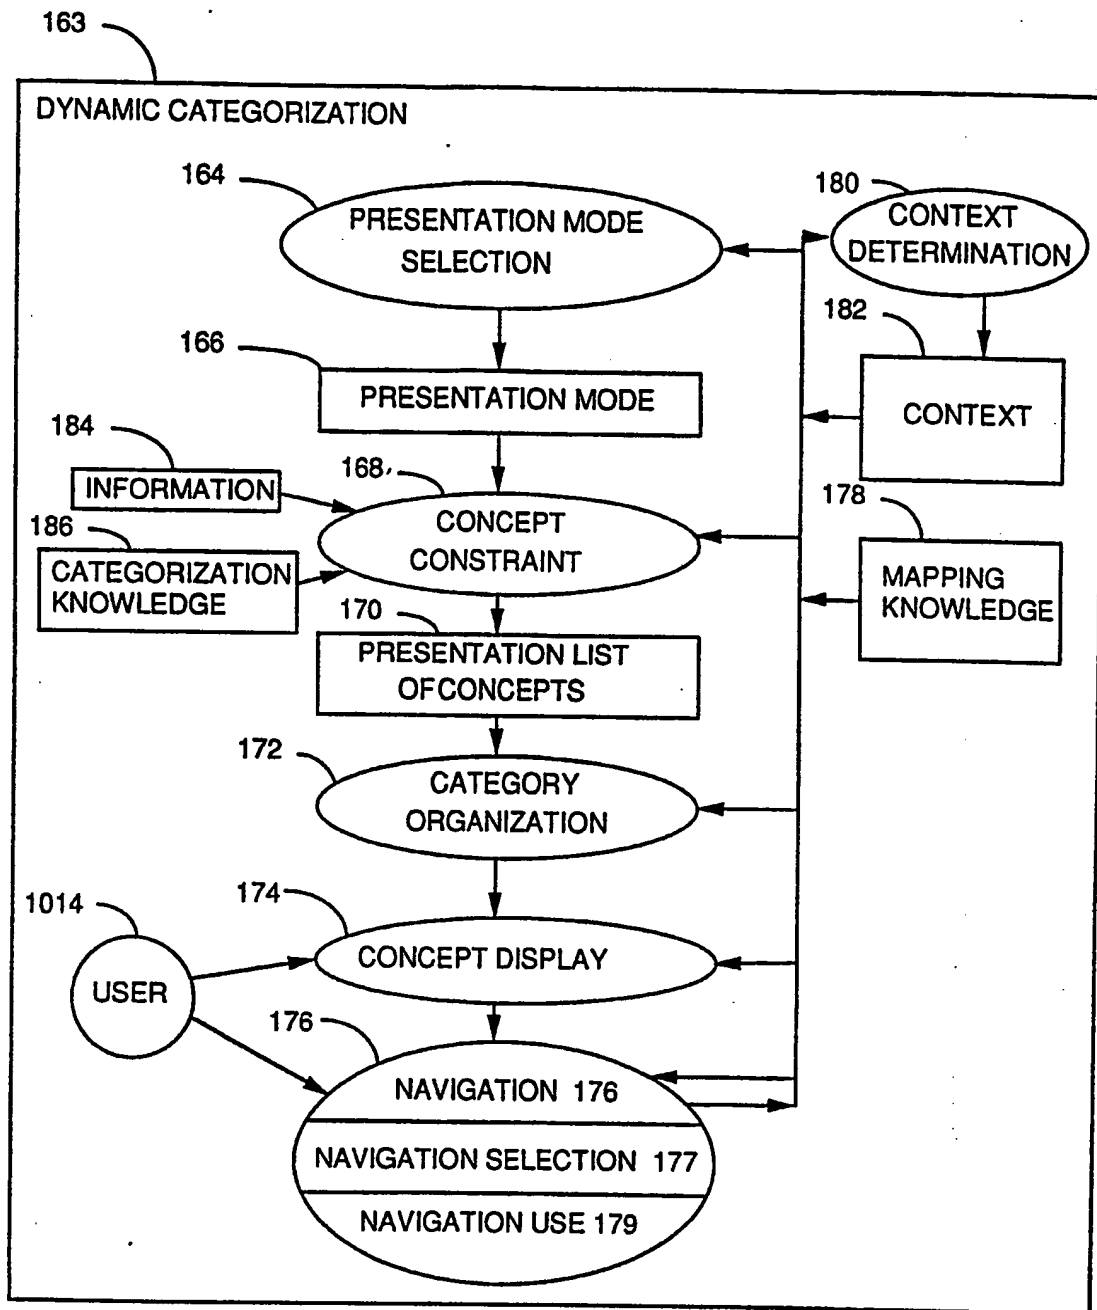 163
DYNAMIC CATEGORIZATION
164
PRESENTATION MODE
SELECTION
180
CONTEXT
DETERMINATION
166
PRESENTATION MODE
182
CONTEXT
184
INFORMATION
168
CONCEPT
CONSTRAINT
178
MAPPING
KNOWLEDGE
186
CATEGORIZATION
KNOWLEDGE
170
PRESENTATION LIST
OF CONCEPTS
172
CATEGORY
ORGANIZATION
174
CONCEPT DISPLAY
1014
USER
176
NAVIGATION 176
NAVIGATION SELECTION 177
NAVIGATION USE 179